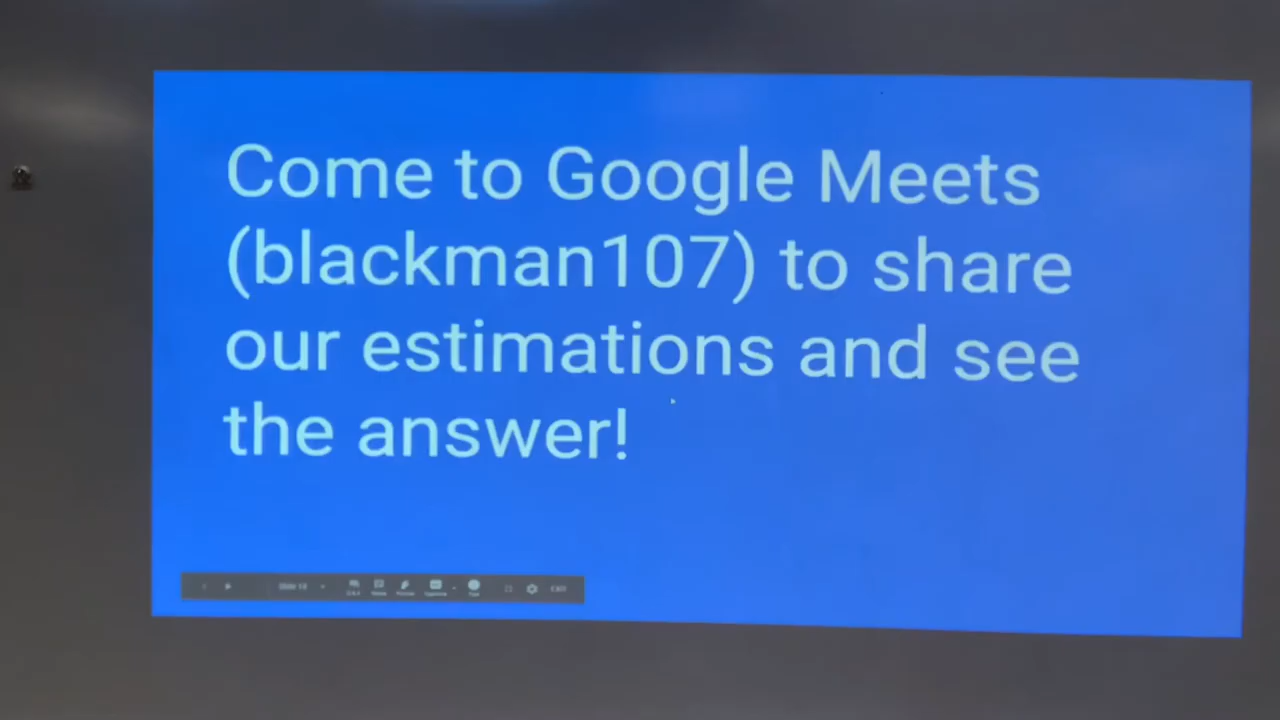 Come to Google Meets
(blackman107) to share
our estimations and see
the answer!